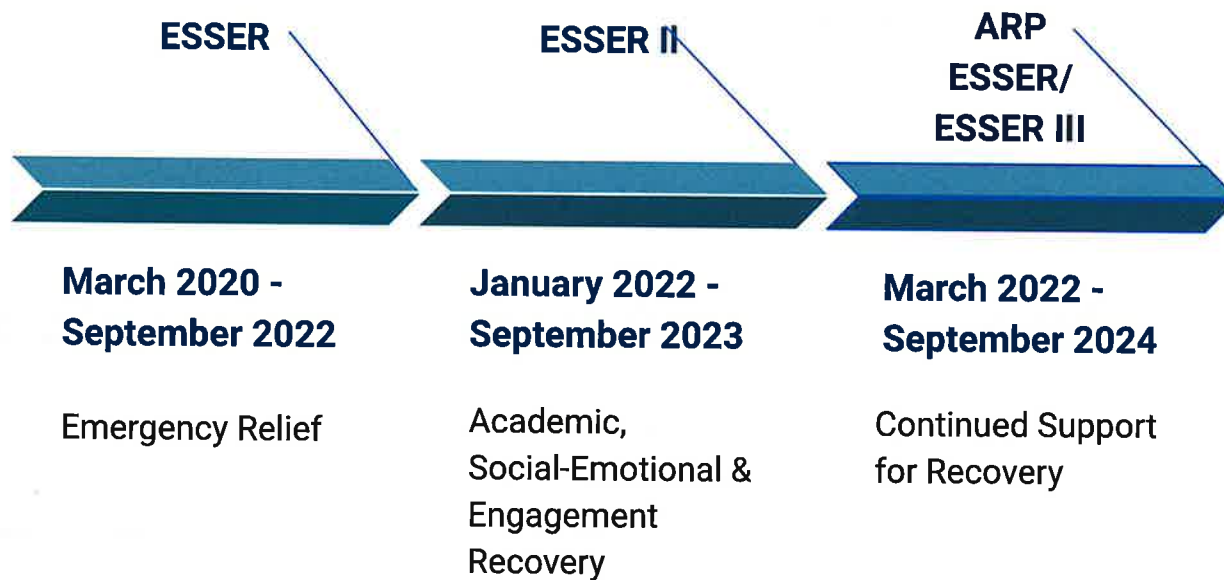 ESSER
March 2020 -
September 2022
Emergency Relief
ESSER II
January 2022 -
September 2023
Academic,
Social-Emotional &
Engagement
Recovery
ARP
ESSER/
ESSER III
March 2022 -
September 2024
Continued Support
for Recovery